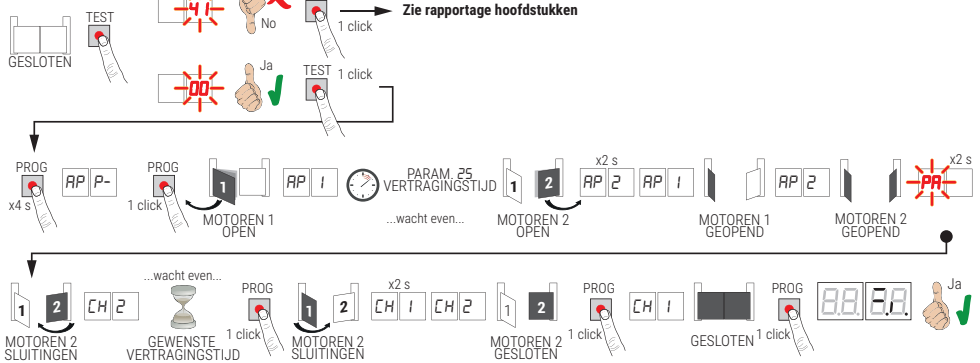 41
No
1 click
Zie rapportage hoofdstukken
GESLOTEN
TEST
00
Ja
TEST
1 click
PROG
x4 s
AP P-
PROG
1 click
1
MOTOREN 1
OPEN
AP 1
PARAM. 25
VERTRAGINGSTIJD
...wacht even...
1 2
MOTOREN 2
OPEN
x2 s
AP 2 AP 1
MOTOREN 1
GEOPEND
AP 2
MOTOREN 2
GEOPEND
x2 s
PA
1 2
MOTOREN 2
SLUITINGEN
CH 2
...wacht even...
GEWENSTE
VERTRAGINGSTIJD
PROG
1 click
1 2
MOTOREN 2
SLUITINGEN
x2 s
CH 1 CH 2
1 2
MOTOREN 2
GESLOTEN
PROG
1 click
CH 1
GESLOTEN
PROG
1 click
Ja